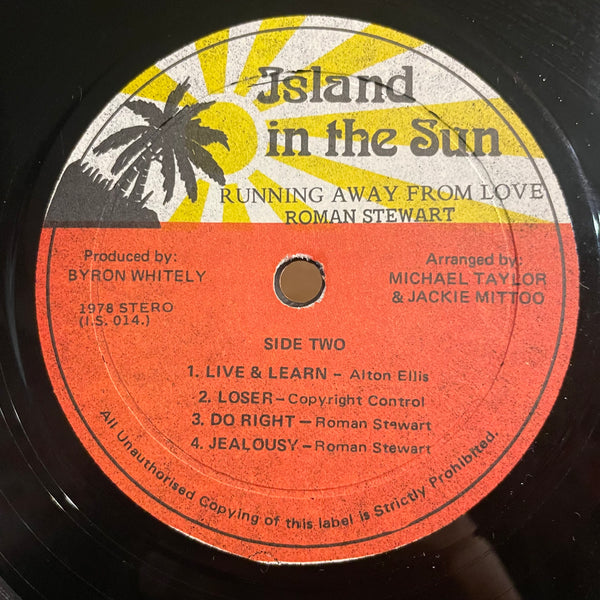 Island
in the Sun
RUNNING AWAY FROM LOVE
ROMAN STEWART
Produced by:
BYRON WHITELY
Arranged by:
MICHAEL TAYLOR
& JACKIE MITTOO
1978 STERO
(I.S. 014.)
SIDE TWO
1. LIVE & LEARN – Alton Ellis
2. LOSER – Copyright Control
3. DO RIGHT – Roman Stewart
4. JEALOUSY – Roman Stewart
All Unauthorised Copying of this label is Strictly Prohibited.